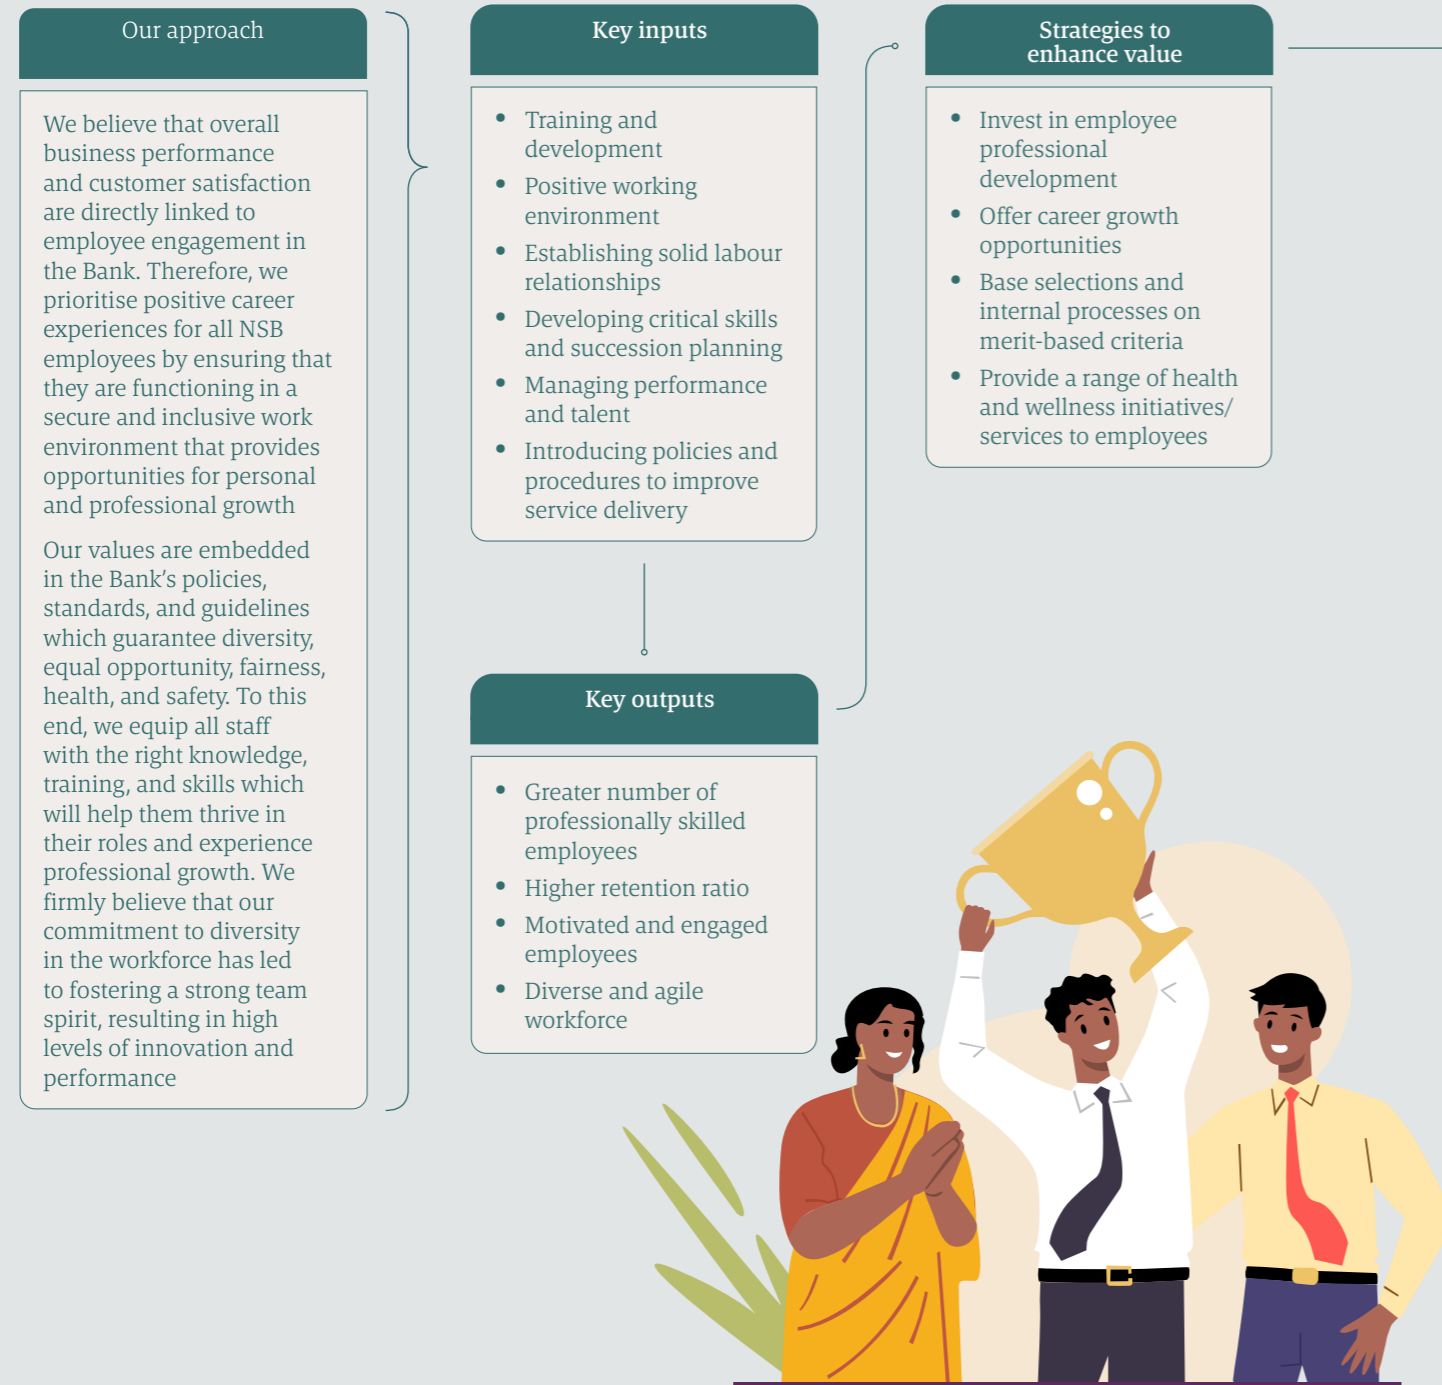 Our approach
We believe that overall
business performance
and customer satisfaction
are directly linked to
employee engagement in
the Bank. Therefore, we
prioritise positive career
experiences for all NSB
employees by ensuring that
they are functioning in a
secure and inclusive work
environment that provides
opportunities for personal
and professional growth
Our values are embedded
in the Bank’s policies,
standards, and guidelines
which guarantee diversity,
equal opportunity, fairness,
health, and safety. To this
end, we equip all staff
with the right knowledge,
training, and skills which
will help them thrive in
their roles and experience
professional growth. We
firmly believe that our
commitment to diversity
in the workforce has led
to fostering a strong team
spirit, resulting in high
levels of innovation and
performance
Key inputs
• Training and
development
• Positive working
environment
• Establishing solid labour
relationships
• Developing critical skills
and succession planning
• Managing performance
and talent
• Introducing policies and
procedures to improve
service delivery
Key outputs
• Greater number of
professionally skilled
employees
• Higher retention ratio
• Motivated and engaged
employees
• Diverse and agile
workforce
Strategies to
enhance value
• Invest in employee
professional
development
• Offer career growth
opportunities
• Base selections and
internal processes on
merit-based criteria
• Provide a range of health
and wellness initiatives/
services to employees